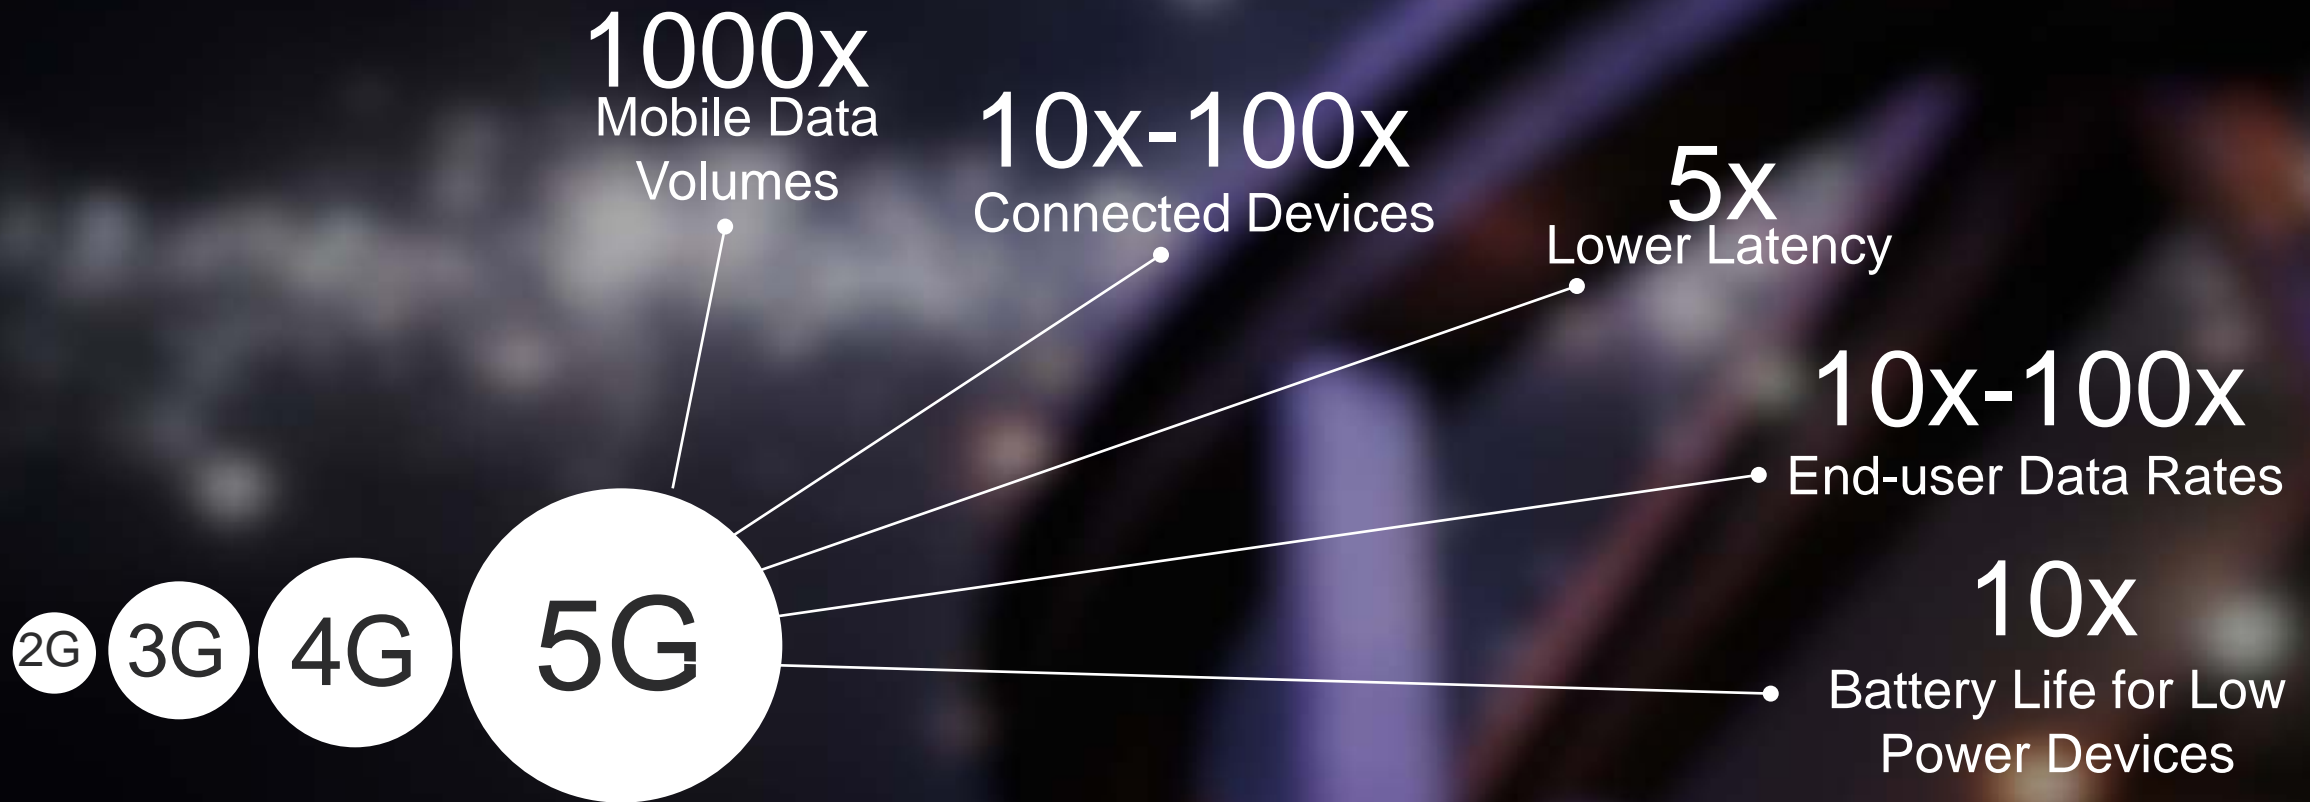 1000x
Mobile Data
Volumes
10x-100x
Connected Devices
5x
Lower Latency
10x-100x
End-user Data Rates
10x
Battery Life for Low
Power Devices
2G
3G
4G
5G